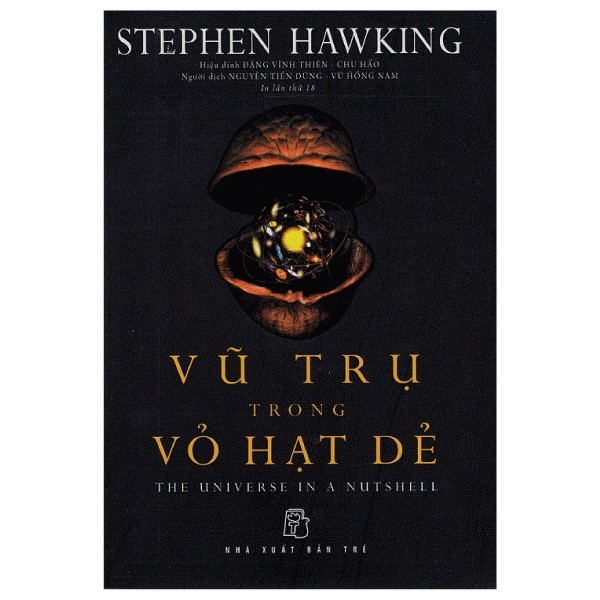 STEPHEN HAWKING
Hiệu đính ĐẶNG VĨNH THIÊN - CHU HẢO
Người dịch NGUYỄN TIẾN DŨNG - VŨ HỒNG NAM
In lần thứ 18
VŨ TRỤ
TRONG
VỎ HẠT DẺ
THE UNIVERSE IN A NUTSHELL
NHÀ XUẤT BẢN TRẺ